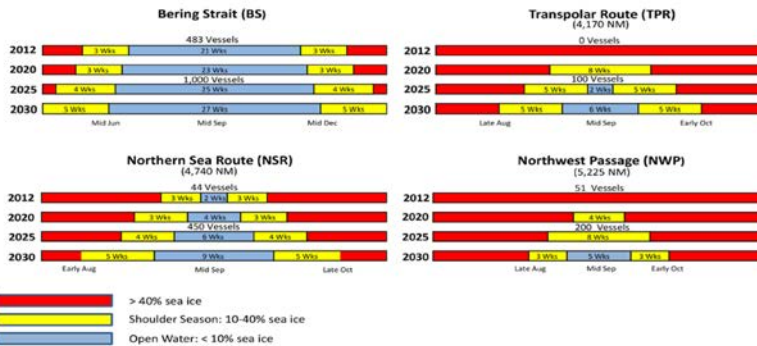 Bering Strait (BS)
483 Vessels
2012 3 Wks 21 Wks 3 Wks
2020 3 Wks 23 Wks 3 Wks
1,000 Vessels
2025 4 Wks 25 Wks 4 Wks
2030 5 Wks 27 Wks 5 Wks
Mid Jun Mid Sep Mid Dec
Transpolar Route (TPR)
(4,170 NM)
0 Vessels
2012
2020 8 Wks
100 Vessels
2025 5 Wks 2 Wks 5 Wks
2030 5 Wks 6 Wks 5 Wks
Late Aug Mid Sep Early Oct
Northern Sea Route (NSR)
(4,740 NM)
44 Vessels
2012 3 Wks 2 Wks 3 Wks
2020 3 Wks 4 Wks 3 Wks
450 Vessels
2025 4 Wks 6 Wks 4 Wks
2030 5 Wks 9 Wks 5 Wks
Early Aug Mid Sep Late Oct
Northwest Passage (NWP)
(5,225 NM)
51 Vessels
2012
2020 4 Wks
200 Vessels
2025 8 Wks
2030 3 Wks 5 Wks 3 Wks
Late Aug Mid Sep Early Oct
> 40% sea ice
Shoulder Season: 10-40% sea ice
Open Water: < 10% sea ice